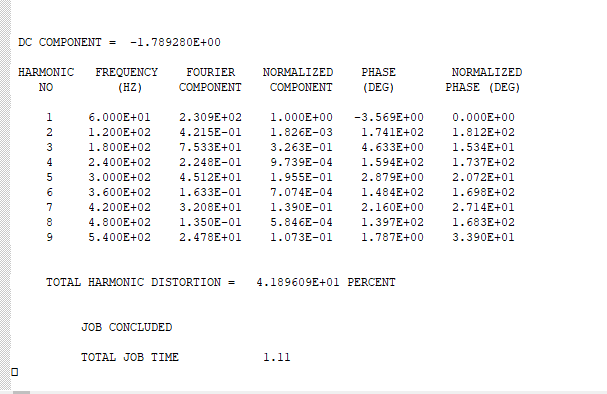 DC COMPONENT =  -1.789280E+00
HARMONIC   FREQUENCY    FOURIER    NORMALIZED    PHASE        NORMALIZED
NO         (HZ)     COMPONENT    COMPONENT    (DEG)       PHASE (DEG)
1     6.000E+01    2.309E+02    1.000E+00   -3.569E+00    0.000E+00
2     1.200E+02    4.215E-01    1.826E-03    1.741E+02    1.812E+02
3     1.800E+02    7.533E+01    3.263E-01    4.633E+00    1.534E+01
4     2.400E+02    2.248E-01    9.739E-04    1.594E+02    1.737E+02
5     3.000E+02    4.512E+01    1.955E-01    2.879E+00    2.072E+01
6     3.600E+02    1.633E-01    7.074E-04    1.484E+02    1.698E+02
7     4.200E+02    3.208E+01    1.390E-01    2.160E+00    2.714E+01
8     4.800E+02    1.350E-01    5.846E-04    1.397E+02    1.683E+02
9     5.400E+02    2.478E+01    1.073E-01    1.787E+00    3.390E+01
TOTAL HARMONIC DISTORTION =   4.189609E+01 PERCENT
JOB CONCLUDED
TOTAL JOB TIME            1.11